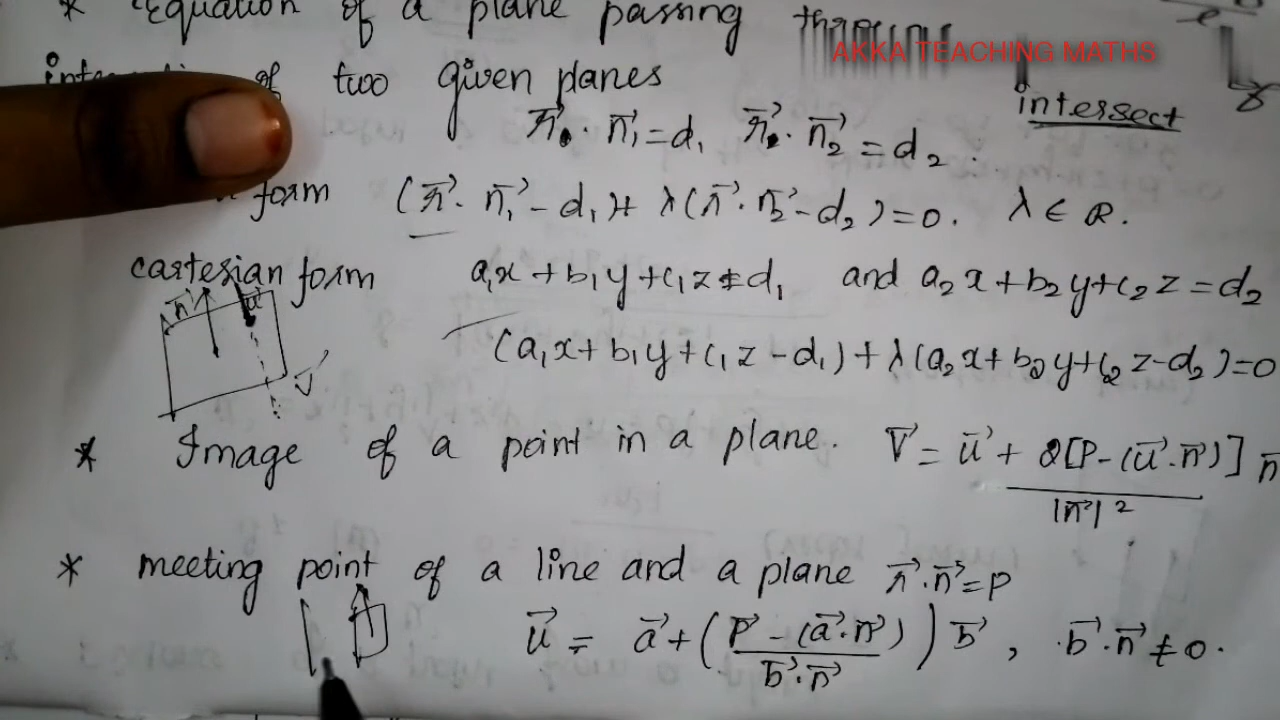 * Equation of a plane passing through
AKKA TEACHING MATHS
of two given planes
intersect
r⃗ · n⃗₁ = d₁ r⃗ · n⃗₂ = d₂ .
form (r⃗ · n⃗₁ - d₁) + λ(r⃗ · n⃗₂ - d₂) = 0 . λ ∈ R .
cartesian form a₁x + b₁y + c₁z = d₁ and a₂x + b₂y + c₂z = d₂
n⃗ u⃗
(a₁x + b₁y + c₁z - d₁) + λ(a₂x + b₂y + c₂z - d₂) = 0
v⃗
* Image of a point in a plane. v⃗ = u⃗ + 2[P - (u⃗ · n⃗)] / |n⃗|² n⃗
* meeting point of a line and a plane r⃗ · n⃗ = P
u⃗ = a⃗ + (P⃗ - (a⃗ · n⃗) / b⃗ · n⃗) b⃗ , b⃗ · n⃗ ≠ 0 .